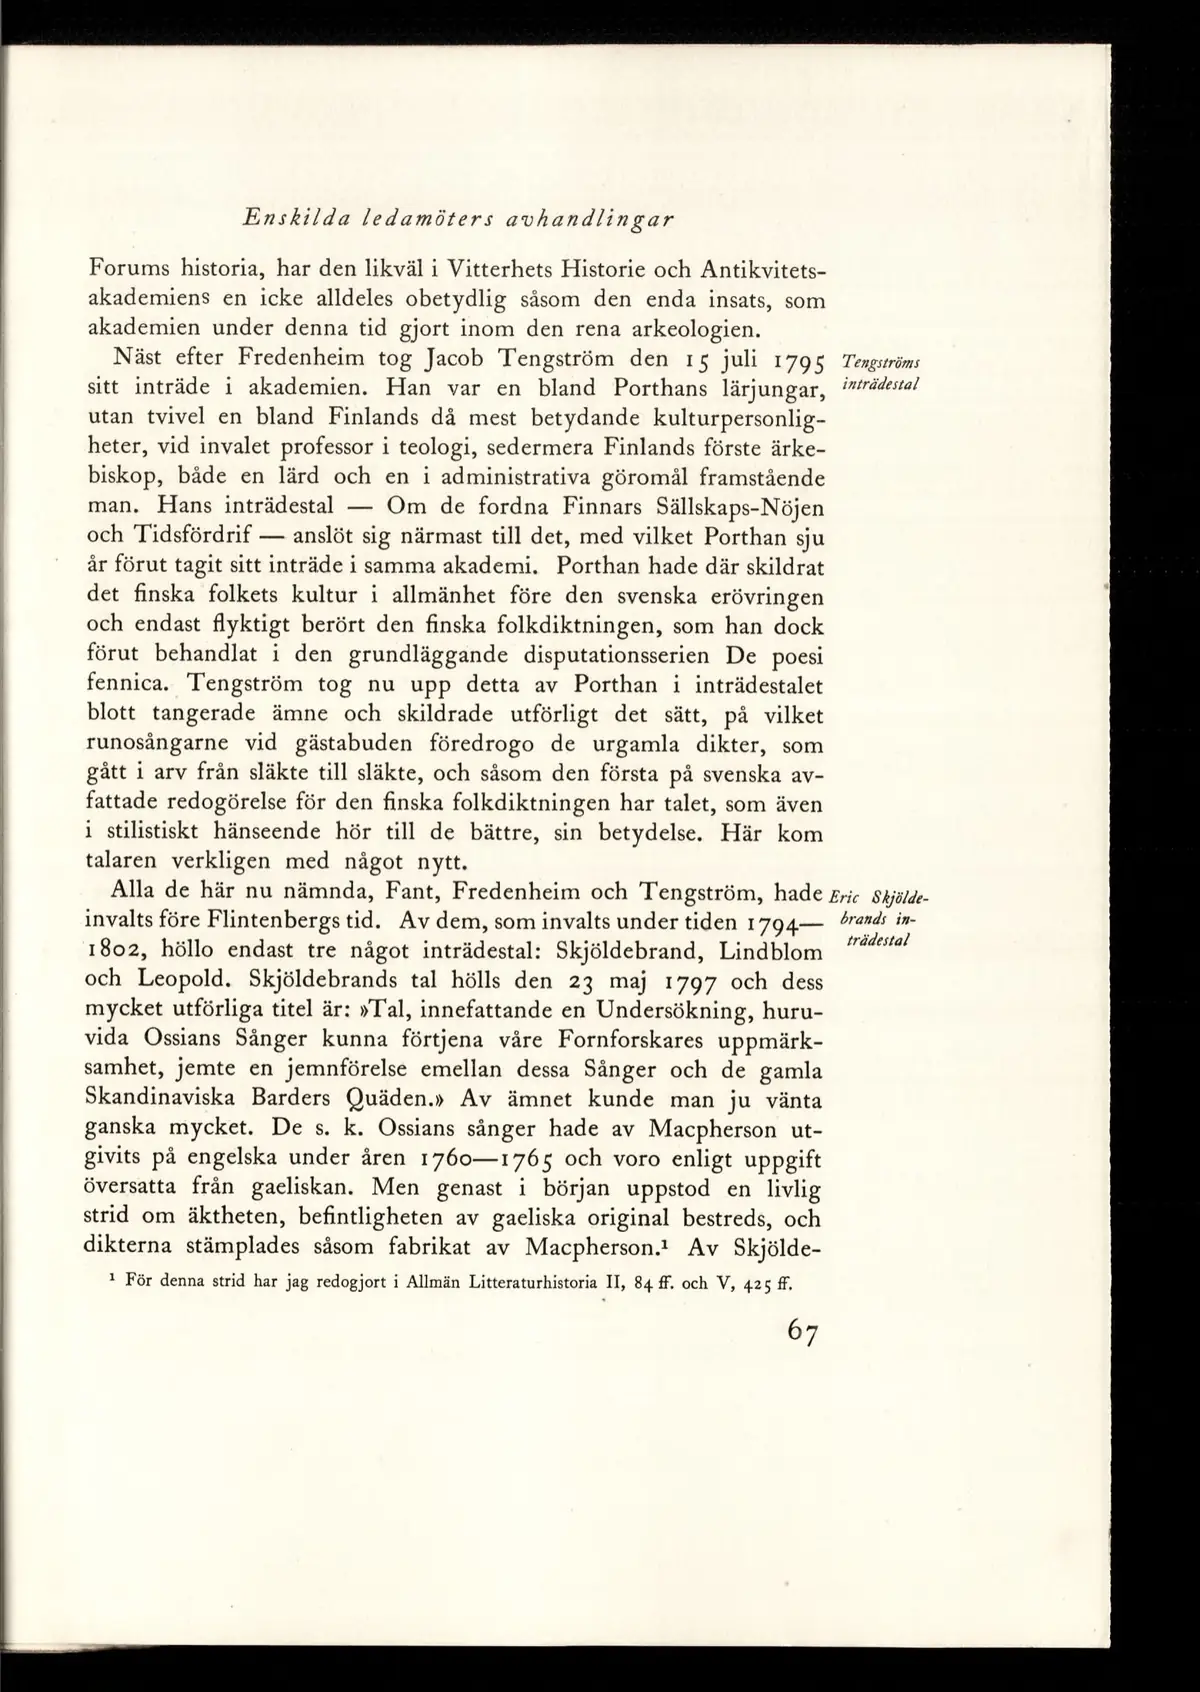 Enskilda ledamöters avhandlingar
Forums historia, har den likväl i Vitterhets Historie och Antikvitets-
akademiens en icke alldeles obetydlig såsom den enda insats, som
akademien under denna tid gjort inom den rena arkeologien.
Näst efter Fredenheim tog Jacob Tengström den 15 juli 1795
Tengströms
sitt inträde i akademien. Han var en bland Porthans lärjungar,
inträdestal
utan tvivel en bland Finlands då mest betydande kulturpersonlig-
heter, vid invalet professor i teologi, sedermera Finlands förste ärke-
biskop, både en lärd och en i administrativa göromål framstående
man. Hans inträdestal — Om de fordna Finnars Sällskaps-Nöjen
och Tidsfördrif — anslöt sig närmast till det, med vilket Porthan sju
år förut tagit sitt inträde i samma akademi. Porthan hade där skildrat
det finska folkets kultur i allmänhet före den svenska erövringen
och endast flyktigt berört den finska folkdiktningen, som han dock
förut behandlat i den grundläggande disputationsserien De poesi
fennica. Tengström tog nu upp detta av Porthan i inträdestalet
blott tangerade ämne och skildrade utförligt det sätt, på vilket
runosångarne vid gästabuden föredrogo de urgamla dikter, som
gått i arv från släkte till släkte, och såsom den första på svenska av-
fattade redogörelse för den finska folkdiktningen har talet, som även
i stilistiskt hänseende hör till de bättre, sin betydelse. Här kom
talaren verkligen med något nytt.
Alla de här nu nämnda, Fant, Fredenheim och Tengström, hade
Eric Skjölde-
invalts före Flintenbergs tid. Av dem, som invalts under tiden 1794—
brands in-
1802, höllo endast tre något inträdestal: Skjöldebrand, Lindblom
trädestal
och Leopold. Skjöldebrands tal hölls den 23 maj 1797 och dess
mycket utförliga titel är: »Tal, innefattande en Undersökning, huru-
vida Ossians Sånger kunna förtjena våre Fornforskares uppmärk-
samhet, jemte en jemnförelse emellan dessa Sånger och de gamla
Skandinaviska Barders Quäden.» Av ämnet kunde man ju vänta
ganska mycket. De s. k. Ossians sånger hade av Macpherson ut-
givits på engelska under åren 1760—1765 och voro enligt uppgift
översatta från gaeliskan. Men genast i början uppstod en livlig
strid om äktheten, befintligheten av gaeliska original bestreds, och
dikterna stämplades såsom fabrikat av Macpherson.¹ Av Skjölde-
¹ För denna strid har jag redogjort i Allmän Litteraturhistoria II, 84 ff. och V, 425 ff.
67